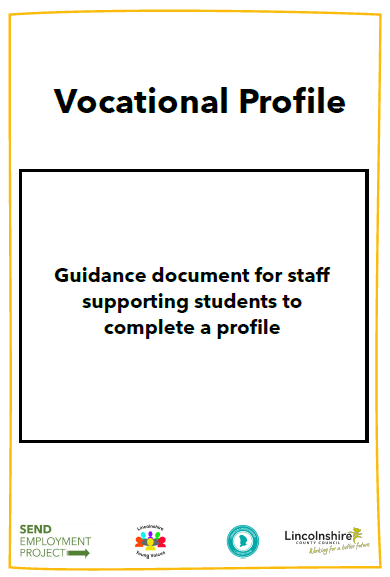 Vocational Profile
Guidance document for staff
supporting students to
complete a profile
SEND
EMPLOYMENT
PROJECT
Lincolnshire
Young Voices
Lincolnshire
COUNTY COUNCIL
Working for a better future